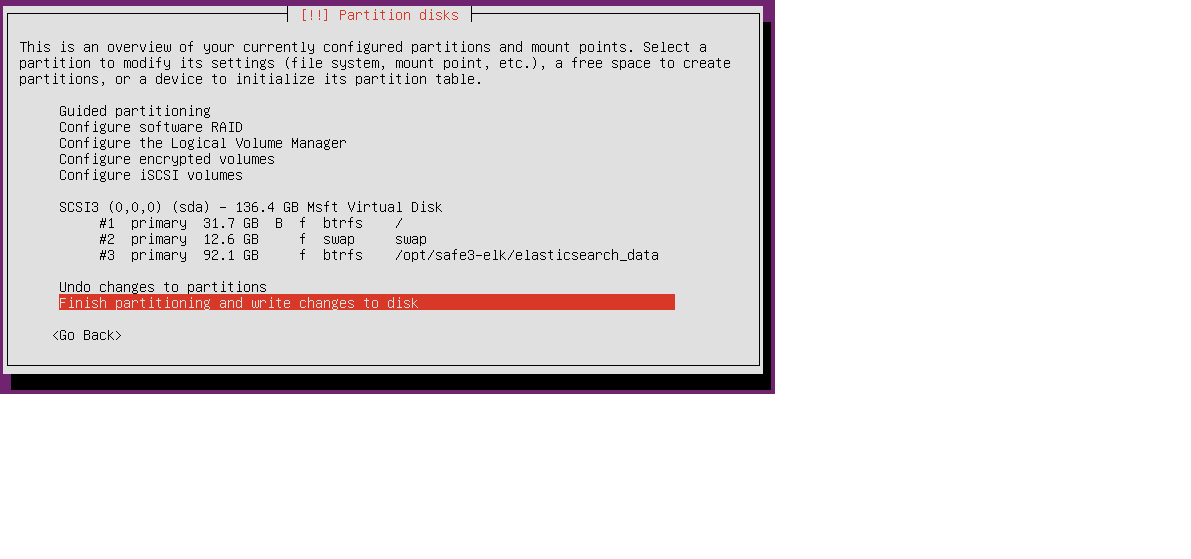 [!!] Partition disks
This is an overview of your currently configured partitions and mount points. Select a
partition to modify its settings (file system, mount point, etc.), a free space to create
partitions, or a device to initialize its partition table.
Guided partitioning
Configure software RAID
Configure the Logical Volume Manager
Configure encrypted volumes
Configure iSCSI volumes
SCSI3 (0,0,0) (sda) - 136.4 GB Msft Virtual Disk
#1 primary 31.7 GB B f btrfs /
#2 primary 12.6 GB f swap swap
#3 primary 92.1 GB f btrfs /opt/safe3-elk/elasticsearch_data
Undo changes to partitions
Finish partitioning and write changes to disk
<Go Back>